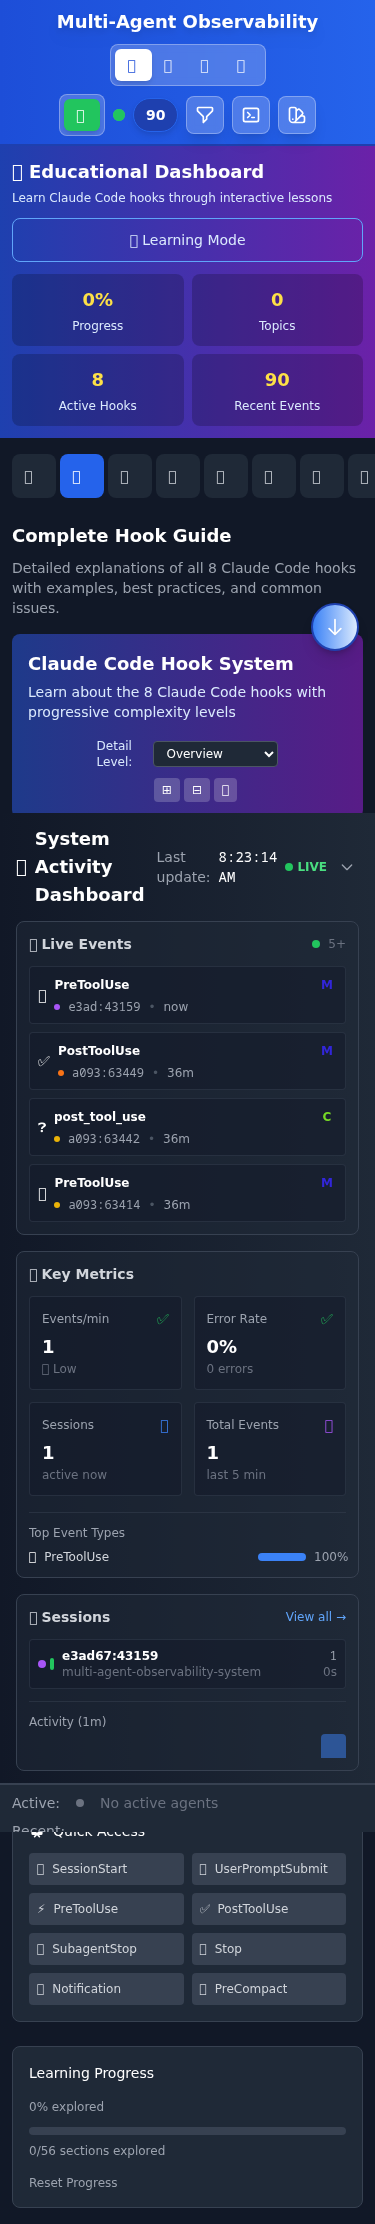 Multi-Agent Observability
90
Educational Dashboard
Learn Claude Code hooks through interactive lessons
Learning Mode
0%
Progress
0
Topics
8
Active Hooks
90
Recent Events
Complete Hook Guide
Detailed explanations of all 8 Claude Code hooks
with examples, best practices, and common
issues.
Claude Code Hook System
Learn about the 8 Claude Code hooks with
progressive complexity levels
Detail
Level:
Overview
System
Activity
Dashboard
Last
update:
8:23:14
AM
LIVE
Live Events
5+
PreToolUse
M
e3ad:43159 • now
PostToolUse
M
a093:63449 • 36m
? post_tool_use
C
a093:63442 • 36m
PreToolUse
M
a093:63414 • 36m
Key Metrics
Events/min
1
Low
Error Rate
0%
0 errors
Sessions
1
active now
Total Events
1
last 5 min
Top Event Types
PreToolUse
100%
Sessions
View all →
e3ad67:43159
1
multi-agent-observability-system
0s
Activity (1m)
Active:
No active agents
Recent:
Quick Access
SessionStart
UserPromptSubmit
PreToolUse
PostToolUse
SubagentStop
Stop
Notification
PreCompact
Learning Progress
0% explored
0/56 sections explored
Reset Progress